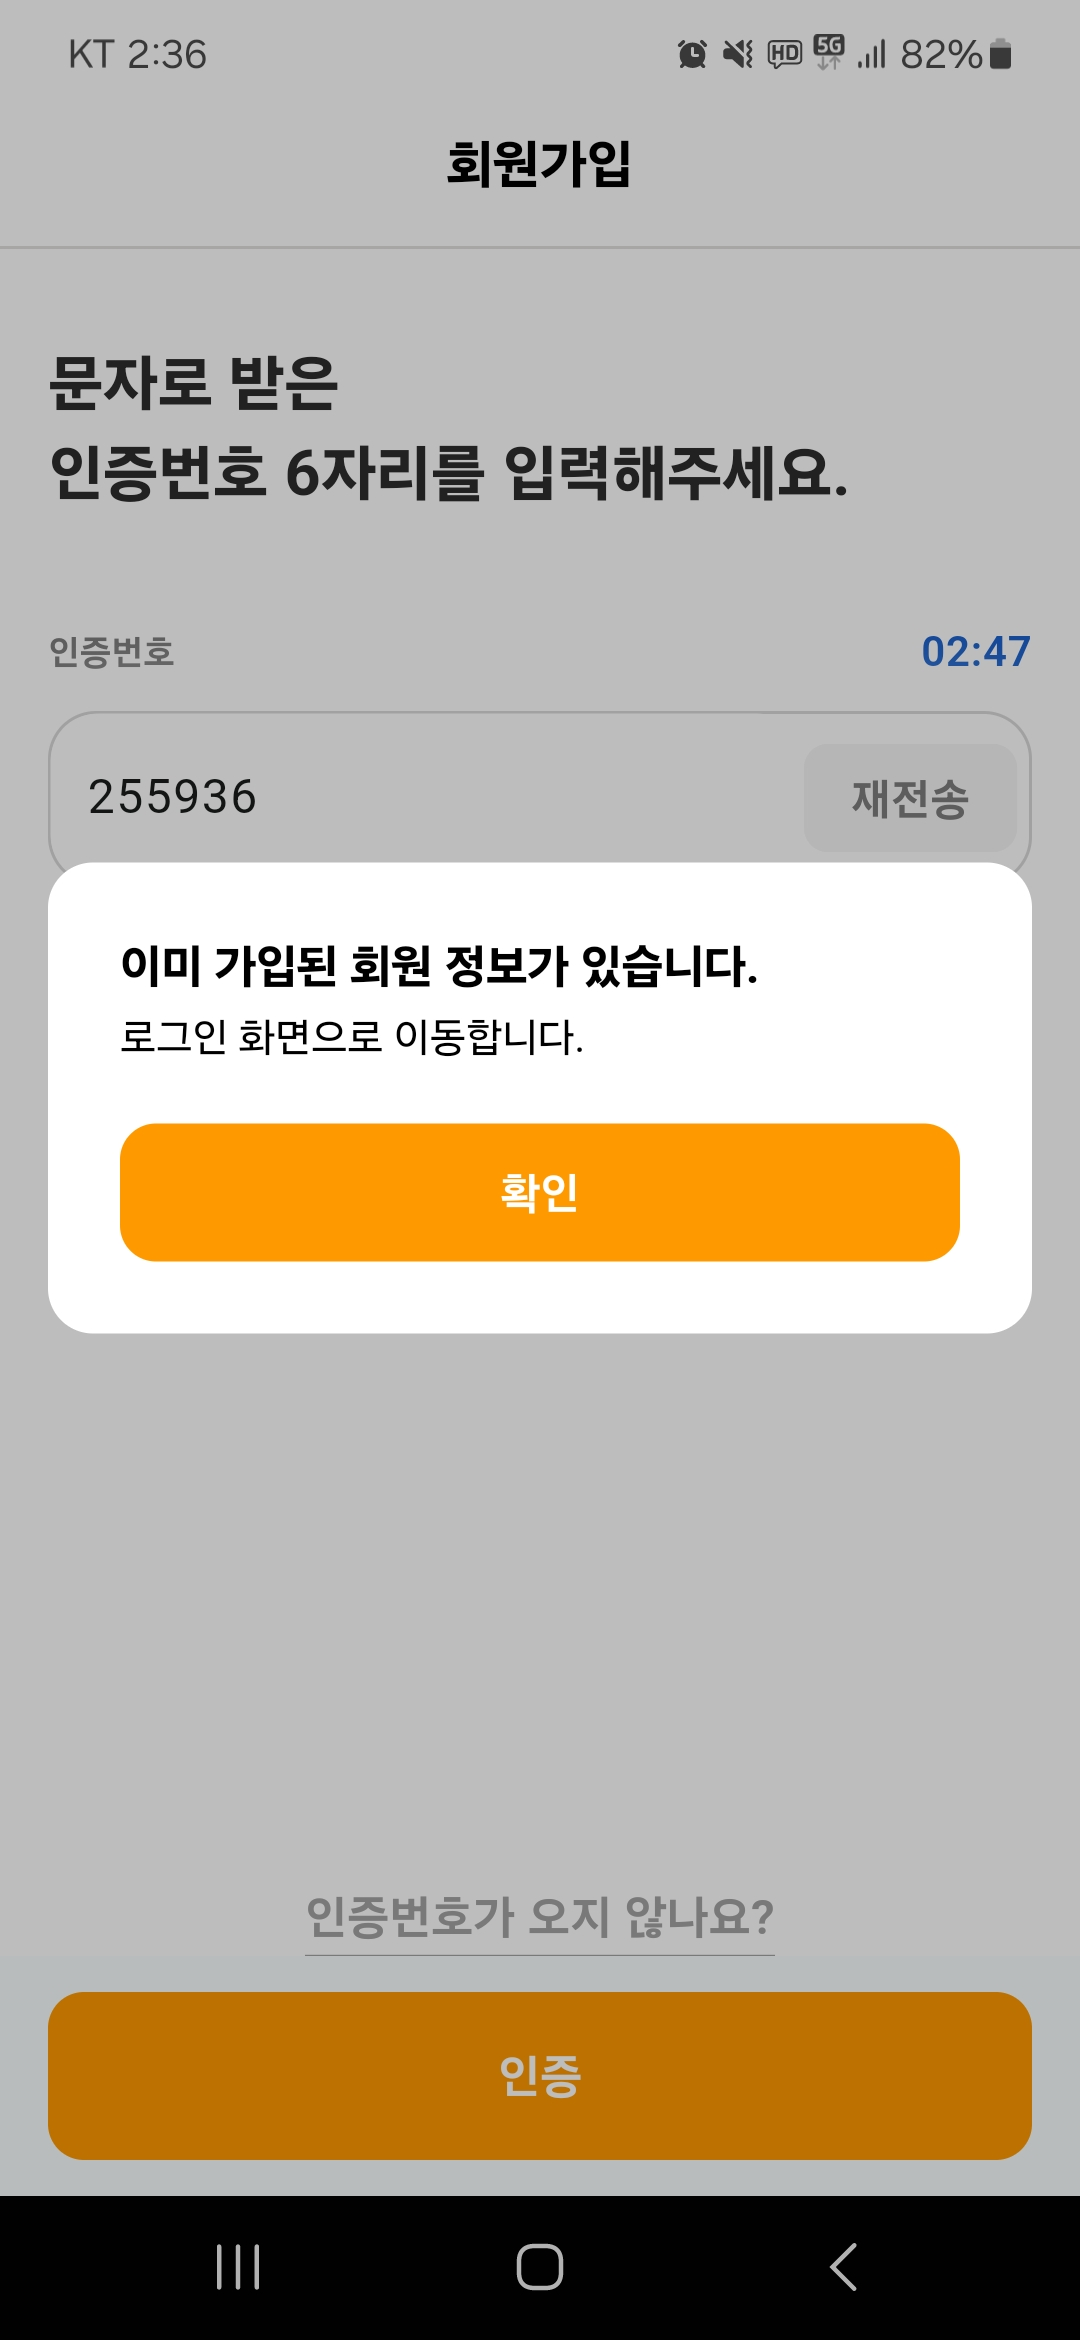 KT 2:36 HD 5G 82%
회원가입
문자로 받은
인증번호 6자리를 입력해주세요.
인증번호 02:47
255936 재전송
이미 가입된 회원 정보가 있습니다.
로그인 화면으로 이동합니다.
확인
인증번호가 오지 않나요?
인증